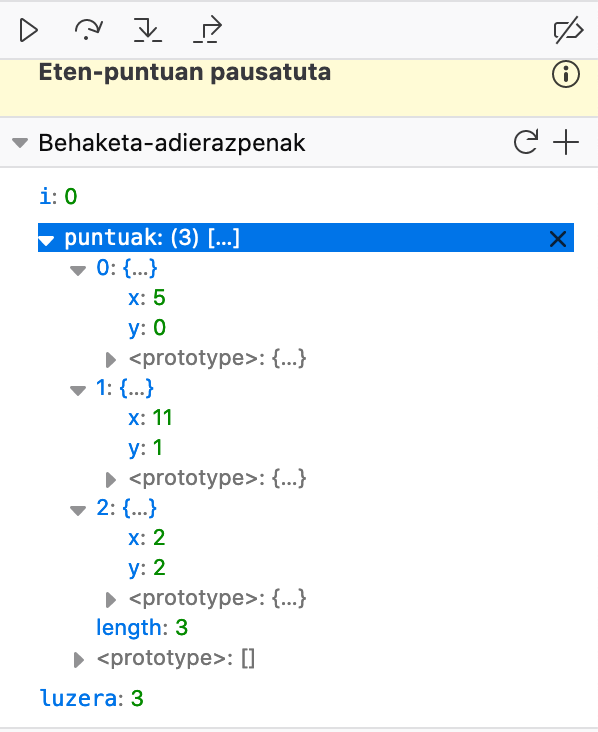 Eten-puntuan pausatuta
Behaketa-adierazpenak
i: 0
puntuak: (3) […]
0: {…}
x: 5
y: 0
<prototype>: {…}
1: {…}
x: 11
y: 1
<prototype>: {…}
2: {…}
x: 2
y: 2
<prototype>: {…}
length: 3
<prototype>: []
luzera: 3